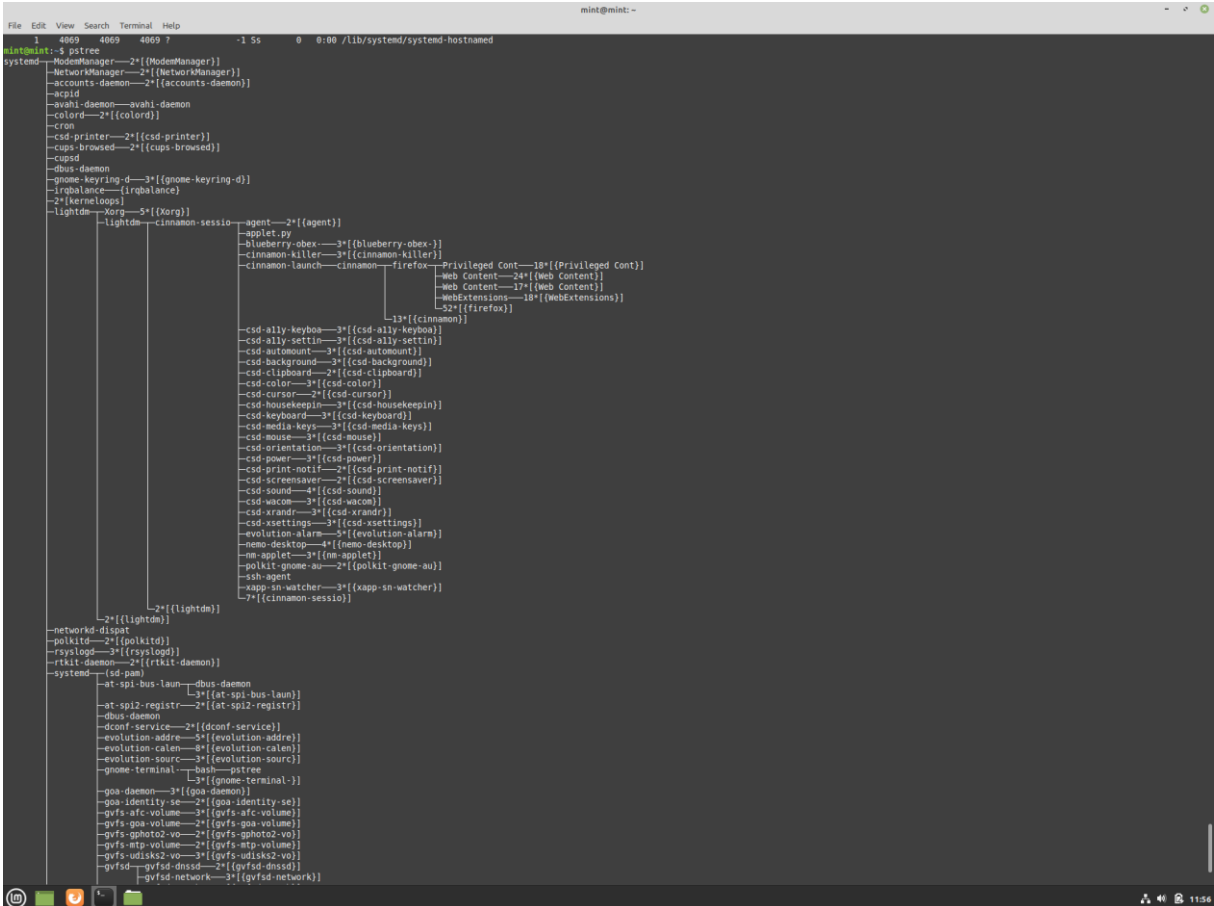 mint@mint: ~
File Edit View Search Terminal Help
1 4069 4069 4069 ? -1 Ss 0 0:00 /lib/systemd/systemd-hostnamed
mint@mint:~$ pstree
systemd─┬─ModemManager───2*[{ModemManager}]
├─NetworkManager───2*[{NetworkManager}]
├─accounts-daemon───2*[{accounts-daemon}]
├─acpid
├─avahi-daemon───avahi-daemon
├─colord───2*[{colord}]
├─cron
├─csd-printer───2*[{csd-printer}]
├─cups-browsed───2*[{cups-browsed}]
├─cupsd
├─dbus-daemon
├─gnome-keyring-d───3*[{gnome-keyring-d}]
├─irqbalance───{irqbalance}
├─2*[kerneloops]
├─lightdm─┬─Xorg───5*[{Xorg}]
│ ├─lightdm─┬─cinnamon-sessio─┬─agent───2*[{agent}]
│ │ │ ├─applet.py
│ │ │ ├─blueberry-obex-───3*[{blueberry-obex-}]
│ │ │ ├─cinnamon-killer───3*[{cinnamon-killer}]
│ │ │ ├─cinnamon-launch───cinnamon─┬─firefox─┬─Privileged Cont───18*[{Privileged Cont}]
│ │ │ │ │ ├─Web Content───24*[{Web Content}]
│ │ │ │ │ ├─Web Content───17*[{Web Content}]
│ │ │ │ │ ├─WebExtensions───18*[{WebExtensions}]
│ │ │ │ │ └─52*[{firefox}]
│ │ │ │ └─13*[{cinnamon}]
│ │ │ ├─csd-a11y-keyboa───3*[{csd-a11y-keyboa}]
│ │ │ ├─csd-a11y-settin───3*[{csd-a11y-settin}]
│ │ │ ├─csd-automount───3*[{csd-automount}]
│ │ │ ├─csd-background───3*[{csd-background}]
│ │ │ ├─csd-clipboard───2*[{csd-clipboard}]
│ │ │ ├─csd-color───3*[{csd-color}]
│ │ │ ├─csd-cursor───2*[{csd-cursor}]
│ │ │ ├─csd-housekeepin───3*[{csd-housekeepin}]
│ │ │ ├─csd-keyboard───3*[{csd-keyboard}]
│ │ │ ├─csd-media-keys───3*[{csd-media-keys}]
│ │ │ ├─csd-mouse───3*[{csd-mouse}]
│ │ │ ├─csd-orientation───3*[{csd-orientation}]
│ │ │ ├─csd-power───3*[{csd-power}]
│ │ │ ├─csd-print-notif───2*[{csd-print-notif}]
│ │ │ ├─csd-screensaver───2*[{csd-screensaver}]
│ │ │ ├─csd-sound───4*[{csd-sound}]
│ │ │ ├─csd-wacom───3*[{csd-wacom}]
│ │ │ ├─csd-xrandr───3*[{csd-xrandr}]
│ │ │ ├─csd-xsettings───3*[{csd-xsettings}]
│ │ │ ├─evolution-alarm───5*[{evolution-alarm}]
│ │ │ ├─nemo-desktop───4*[{nemo-desktop}]
│ │ │ ├─nm-applet───3*[{nm-applet}]
│ │ │ ├─polkit-gnome-au───2*[{polkit-gnome-au}]
│ │ │ ├─ssh-agent
│ │ │ ├─xapp-sn-watcher───3*[{xapp-sn-watcher}]
│ │ │ └─7*[{cinnamon-sessio}]
│ │ └─2*[{lightdm}]
│ └─2*[{lightdm}]
├─networkd-dispat
├─polkitd───2*[{polkitd}]
├─rsyslogd───3*[{rsyslogd}]
├─rtkit-daemon───2*[{rtkit-daemon}]
├─systemd─┬─(sd-pam)
│ ├─at-spi-bus-laun─┬─dbus-daemon
│ │ └─3*[{at-spi-bus-laun}]
│ ├─at-spi2-registr───2*[{at-spi2-registr}]
│ ├─dbus-daemon
│ ├─dconf-service───2*[{dconf-service}]
│ ├─evolution-addre───5*[{evolution-addre}]
│ ├─evolution-calen───8*[{evolution-calen}]
│ ├─evolution-sourc───3*[{evolution-sourc}]
│ ├─gnome-terminal-─┬─bash───pstree
│ │ └─3*[{gnome-terminal-}]
│ ├─goa-daemon───3*[{goa-daemon}]
│ ├─goa-identity-se───2*[{goa-identity-se}]
│ ├─gvfs-afc-volume───3*[{gvfs-afc-volume}]
│ ├─gvfs-goa-volume───2*[{gvfs-goa-volume}]
│ ├─gvfs-gphoto2-vo───2*[{gvfs-gphoto2-vo}]
│ ├─gvfs-mtp-volume───2*[{gvfs-mtp-volume}]
│ ├─gvfs-udisks2-vo───3*[{gvfs-udisks2-vo}]
│ ├─gvfsd─┬─gvfsd-dnssd───2*[{gvfsd-dnssd}]
│ │ ├─gvfsd-network───3*[{gvfsd-network}]
11:56